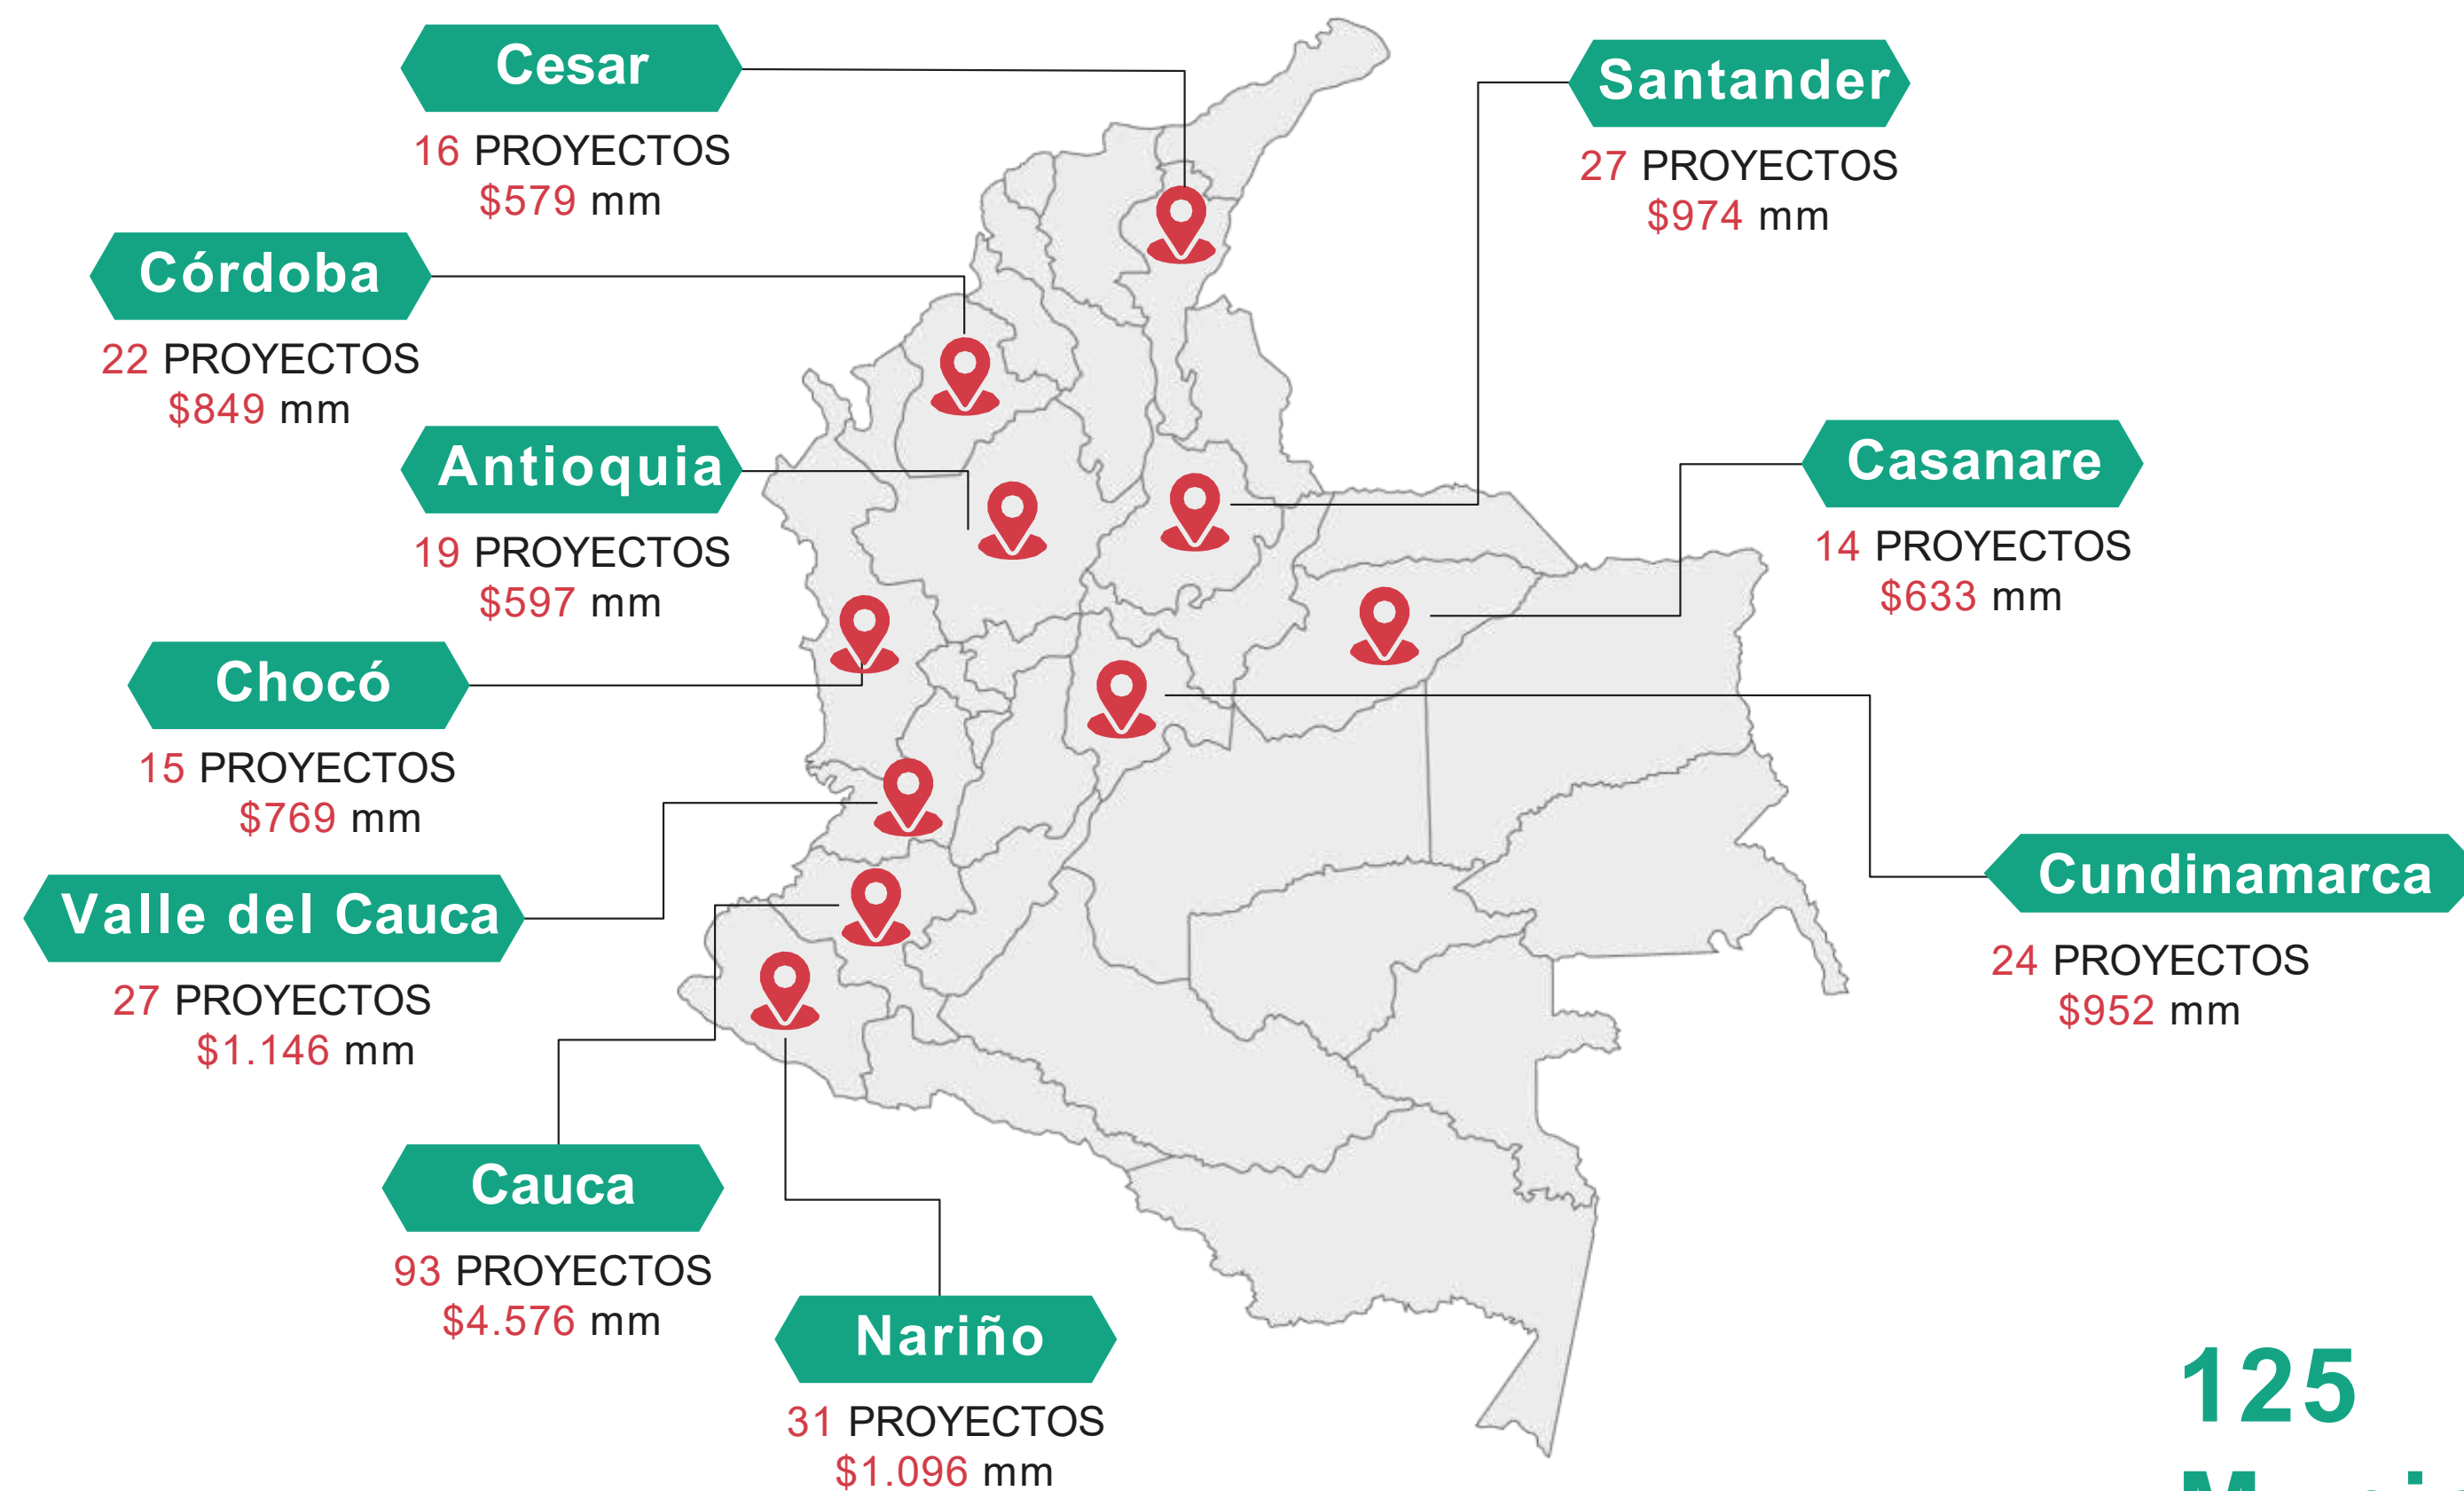 Cesar
16 PROYECTOS
$579 mm
Santander
27 PROYECTOS
$974 mm
Córdoba
22 PROYECTOS
$849 mm
Antioquia
19 PROYECTOS
$597 mm
Casanare
14 PROYECTOS
$633 mm
Chocó
15 PROYECTOS
$769 mm
Valle del Cauca
27 PROYECTOS
$1.146 mm
Cundinamarca
24 PROYECTOS
$952 mm
Cauca
93 PROYECTOS
$4.576 mm
Nariño
31 PROYECTOS
$1.096 mm
125